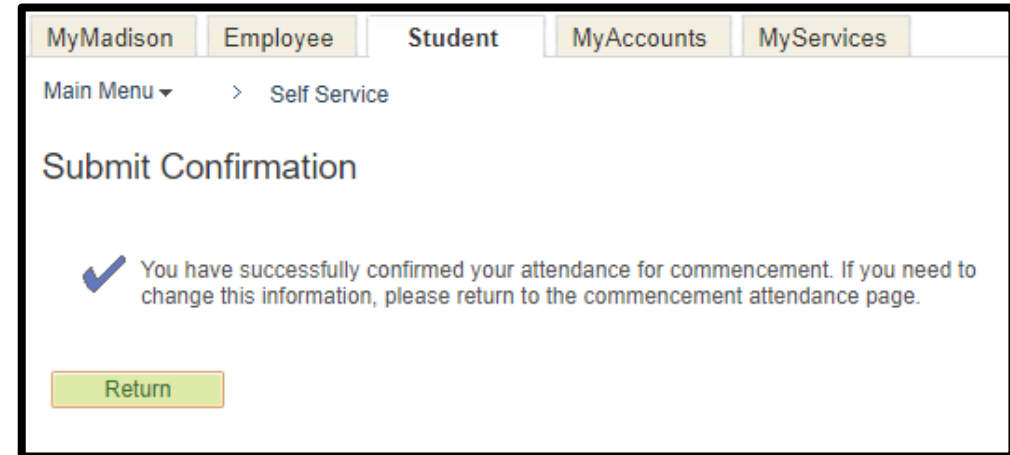 MyMadison Employee Student MyAccounts MyServices
Main Menu > Self Service
Submit Confirmation
You have successfully confirmed your attendance for commencement. If you need to
change this information, please return to the commencement attendance page.
Return